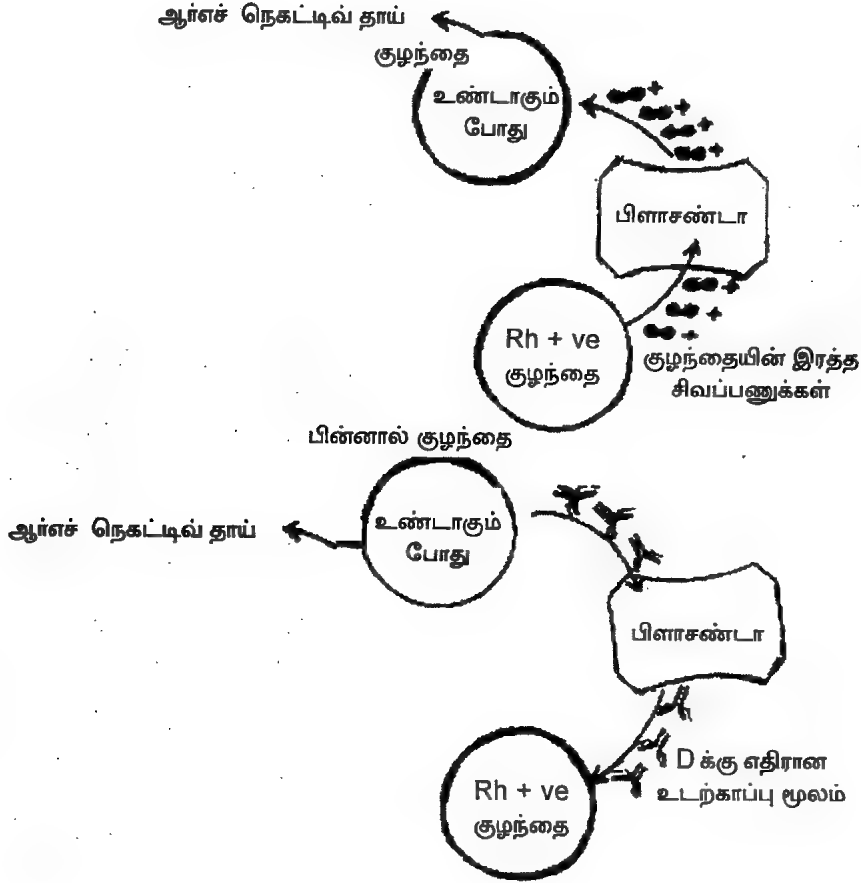 ஆர்எச் நெகட்டிவ் தாய்
குழந்தை
உண்டாகும்
போது
பிளாசண்டா
Rh + ve
குழந்தை
குழந்தையின் இரத்த
சிவப்பணுக்கள்
பின்னால் குழந்தை
உண்டாகும்
போது
ஆர்எச் நெகட்டிவ் தாய்
பிளாசண்டா
D க்கு எதிரான
உடற்காப்பு மூலம்
Rh + ve
குழந்தை